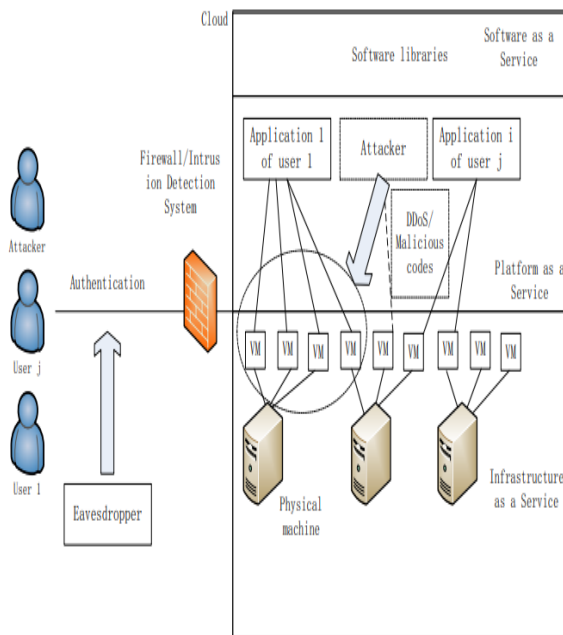 Cloud
Software as a
Service
Software libraries
Application 1
of user 1
Attacker
Application i
of user j
Firewall/Intrus
ion Detection
System
DDoS/
Malicious
codes
Attacker
Authentication
Platform as a
Service
User j
VM
VM
VM
VM
VM
VM
VM
VM
VM
User 1
Eavesdropper
Physical
machine
Infrastructure
as a Service